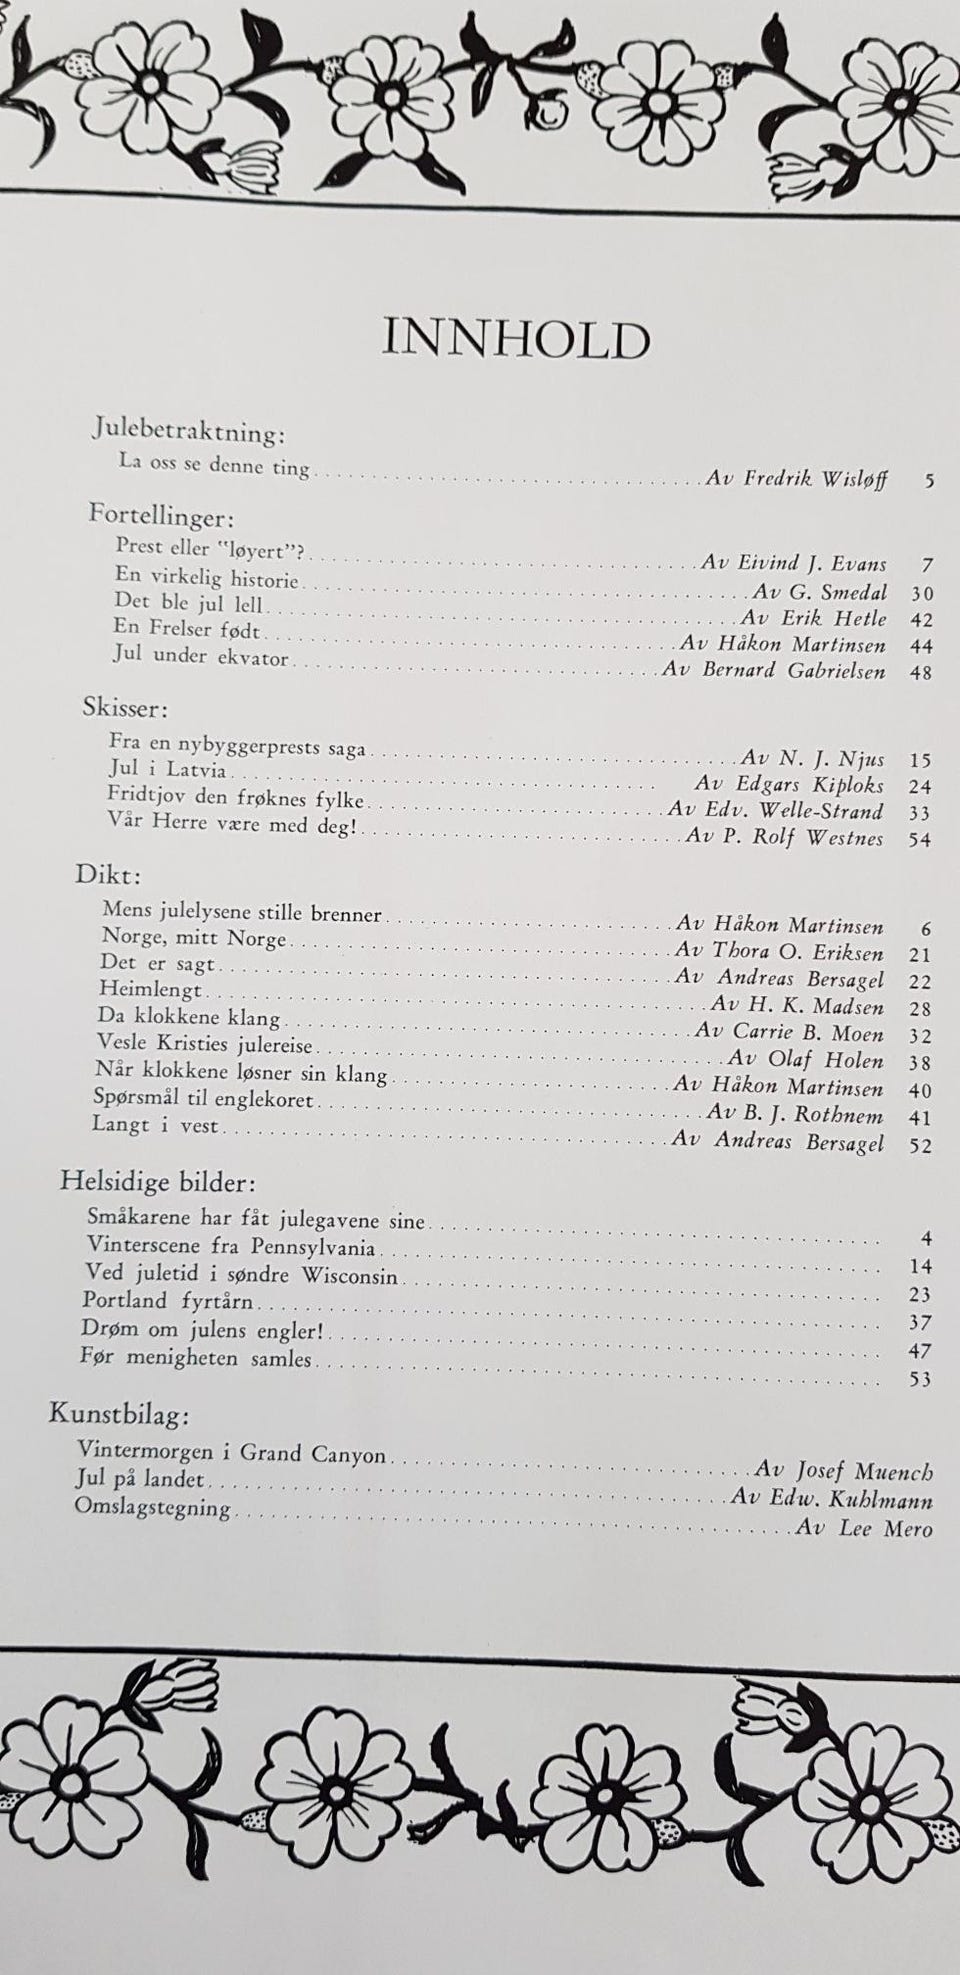 INNHOLD
Julebetraktning:
La oss se denne ting . . . . . . . . . . Av Fredrik Wisløff 5
Fortellinger:
Prest eller "løyert"? . . . . . . . . . . Av Eivind J. Evans 7
En virkelig historie . . . . . . . . . . Av G. Smedal 30
Det ble jul lell . . . . . . . . . . Av Erik Hetle 42
En Frelser født . . . . . . . . . . Av Håkon Martinsen 44
Jul under ekvator . . . . . . . . . . Av Bernard Gabrielsen 48
Skisser:
Fra en nybyggerprests saga . . . . . . . . . . Av N. J. Njus 15
Jul i Latvia . . . . . . . . . . Av Edgars Kiploks 24
Fridtjov den frøknes fylke . . . . . . . . . . Av Edv. Welle-Strand 33
Vår Herre være med deg! . . . . . . . . . . Av P. Rolf Westnes 54
Dikt:
Mens julelysene stille brenner . . . . . . . . . . Av Håkon Martinsen 6
Norge, mitt Norge . . . . . . . . . . Av Thora O. Eriksen 21
Det er sagt . . . . . . . . . . Av Andreas Bersagel 22
Heimlengt . . . . . . . . . . Av H. K. Madsen 28
Da klokkene klang . . . . . . . . . . Av Carrie B. Moen 32
Vesle Kristies julereise . . . . . . . . . . Av Olaf Holen 38
Når klokkene løsner sin klang . . . . . . . . . . Av Håkon Martinsen 40
Spørsmål til englekoret . . . . . . . . . . Av B. J. Rothnem 41
Langt i vest . . . . . . . . . . Av Andreas Bersagel 52
Helsidige bilder:
Småkarene har fåt julegavene sine . . . . . . . . . . 4
Vinterscene fra Pennsylvania . . . . . . . . . . 14
Ved juletid i søndre Wisconsin . . . . . . . . . . 23
Portland fyrtårn . . . . . . . . . . 37
Drøm om julens engler! . . . . . . . . . . 47
Før menigheten samles . . . . . . . . . . 53
Kunstbilag:
Vintermorgen i Grand Canyon . . . . . . . . . . Av Josef Muench
Jul på landet . . . . . . . . . . Av Edw. Kuhlmann
Omslagstegning . . . . . . . . . . Av Lee Mero